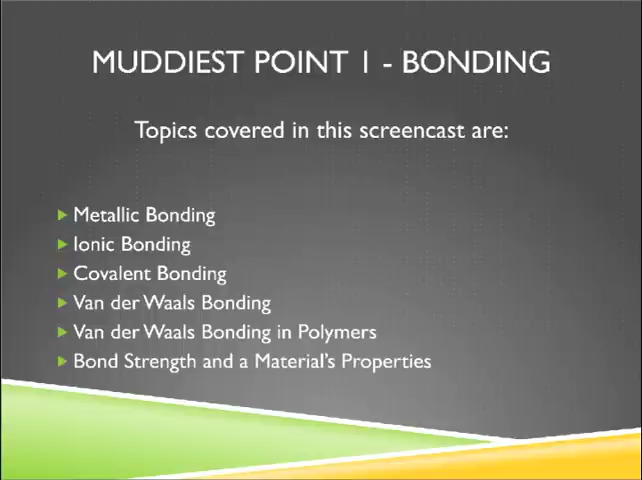 MUDDIEST POINT 1 - BONDING
Topics covered in this screencast are:
Metallic Bonding
Ionic Bonding
Covalent Bonding
Van der Waals Bonding
Van der Waals Bonding in Polymers
Bond Strength and a Material's Properties